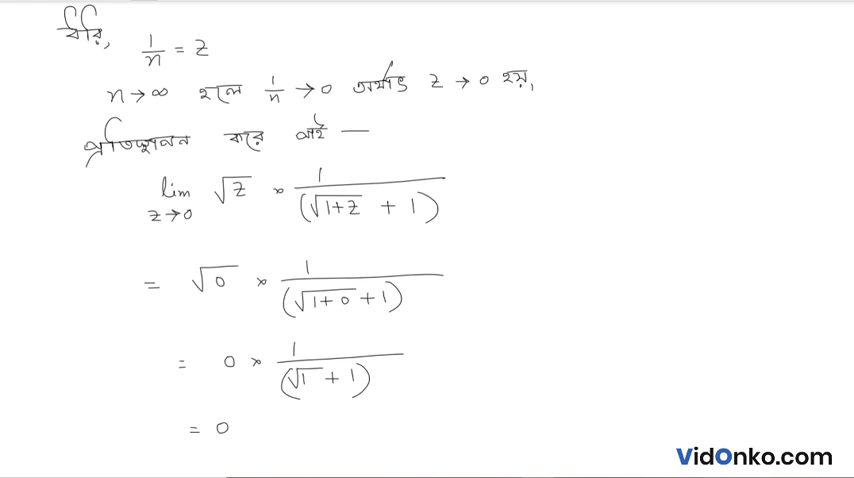 ধরি,
1/n = z
n → ∞ হলে 1/n → 0 অর্থাৎ z → 0 হয়,
প্রতিস্থাপন করে পাই —
lim z→0 √z × 1/(√(1+z) + 1)
= √0 × 1/(√(1+0) + 1)
= 0 × 1/(√1 + 1)
= 0
VidOnko.com